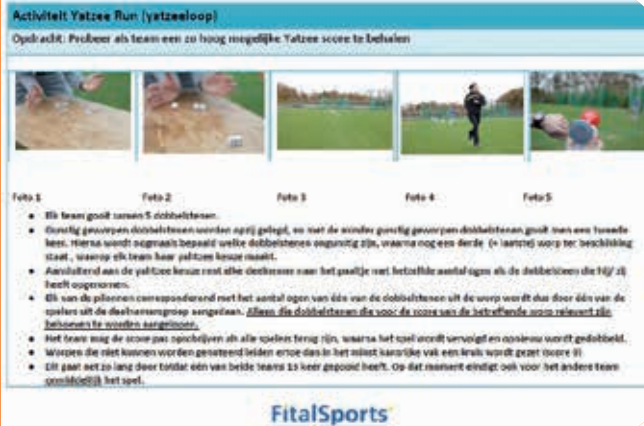 Activiteit Yatzee Run (yatzeeloop)
Opdracht: Probeer als team een zo hoog mogelijke Yatzee score te behalen
Foto 1 Foto 2 Foto 3 Foto 4 Foto 5
• Elk team gooit samen 5 dobbelstenen.
• Gunstig geworpen dobbelstenen worden opzij gelegd, en met de minder gunstig geworpen dobbelstenen gooit men een tweede
keer. Hierna wordt nogmaals bepaald welke dobbelstenen ongunstig zijn, waarna nog een derde (= laatste) worp ter beschikking
staat, waarop elk team haar yahtzee keuze maakt.
• Aansluitend aan de yahtzee keuze rent elke deelnemer naar het paaltje met hetzelfde aantal ogen als de dobbelsteen die hij/ zij
heeft opgenomen.
• Elk van de pilonnen corresponderend met het aantal ogen van één van de dobbelstenen uit de worp wordt dus door één van de
spelers uit de deelnemersgroep aangedaan. Alleen die dobbelstenen die voor de score van de betreffende worp relevant zijn
behoeven te worden aangelopen.
• Het team mag de score pas opschrijven als alle spelers terug zijn, waarna het spel wordt vervolgd en opnieuw wordt gedobbeld.
• Worpen die niet kunnen worden genoteerd leiden ertoe dan in het minst kansrijke vak een kruis wordt gezet (score 0)
• Dit gaat net zo lang door totdat één van beide teams 13 keer gegooid heeft. Op dat moment eindigt ook voor het andere team
onmiddellijk het spel.
FitalSports